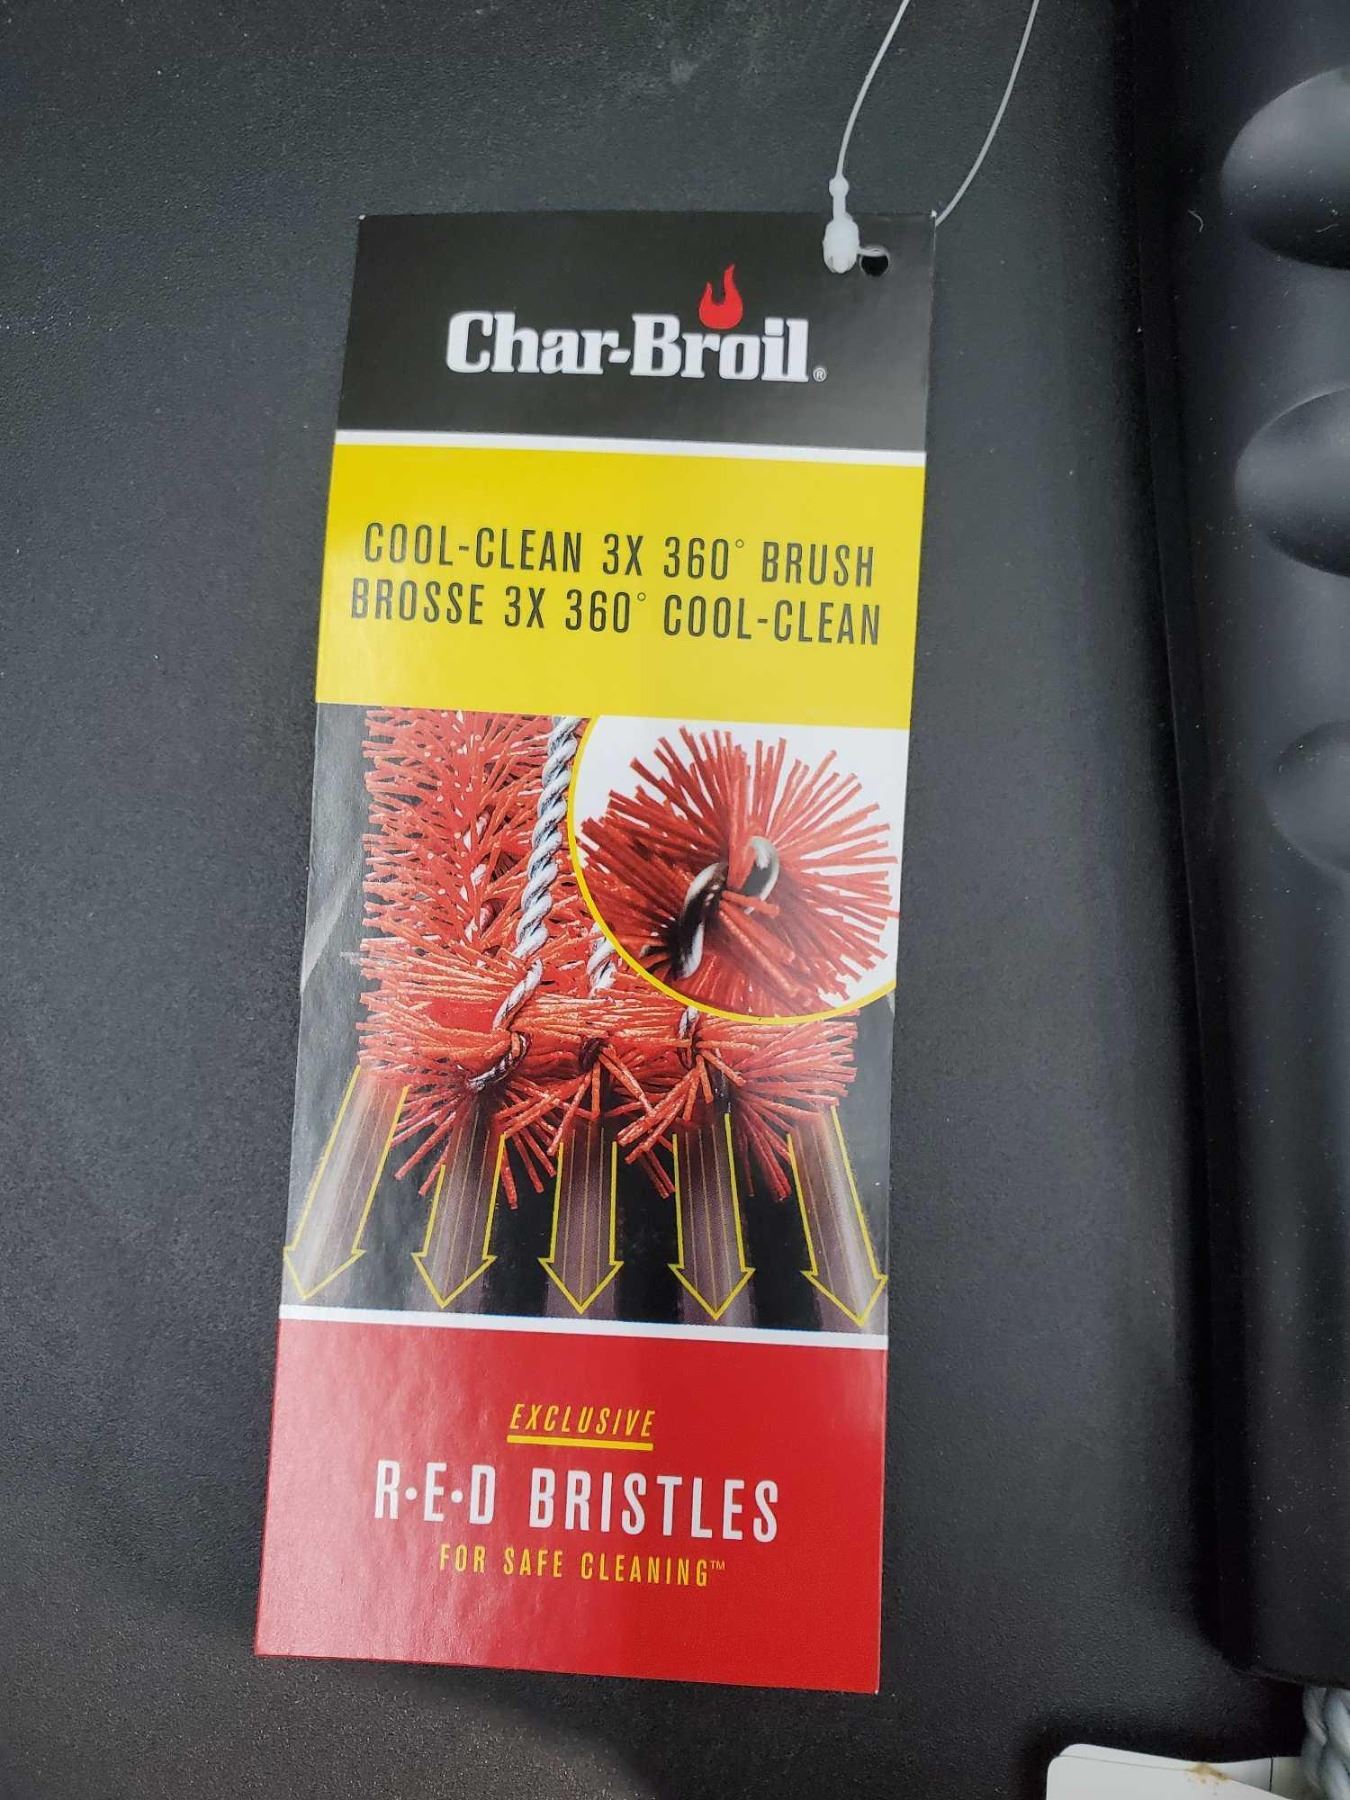 Char-Broil®
COOL-CLEAN 3X 360° BRUSH
BROSSE 3X 360° COOL-CLEAN
EXCLUSIVE
R•E•D BRISTLES
FOR SAFE CLEANING™